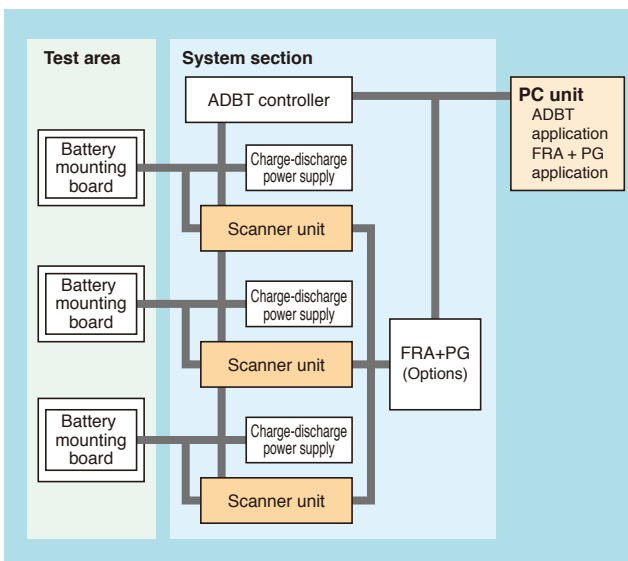 Test area
System section
ADBT controller
PC unit
ADBT
application
FRA + PG
application
Battery
mounting
board
Charge-discharge
power supply
Scanner unit
Battery
mounting
board
Charge-discharge
power supply
Scanner unit
FRA+PG
(Options)
Battery
mounting
board
Charge-discharge
power supply
Scanner unit